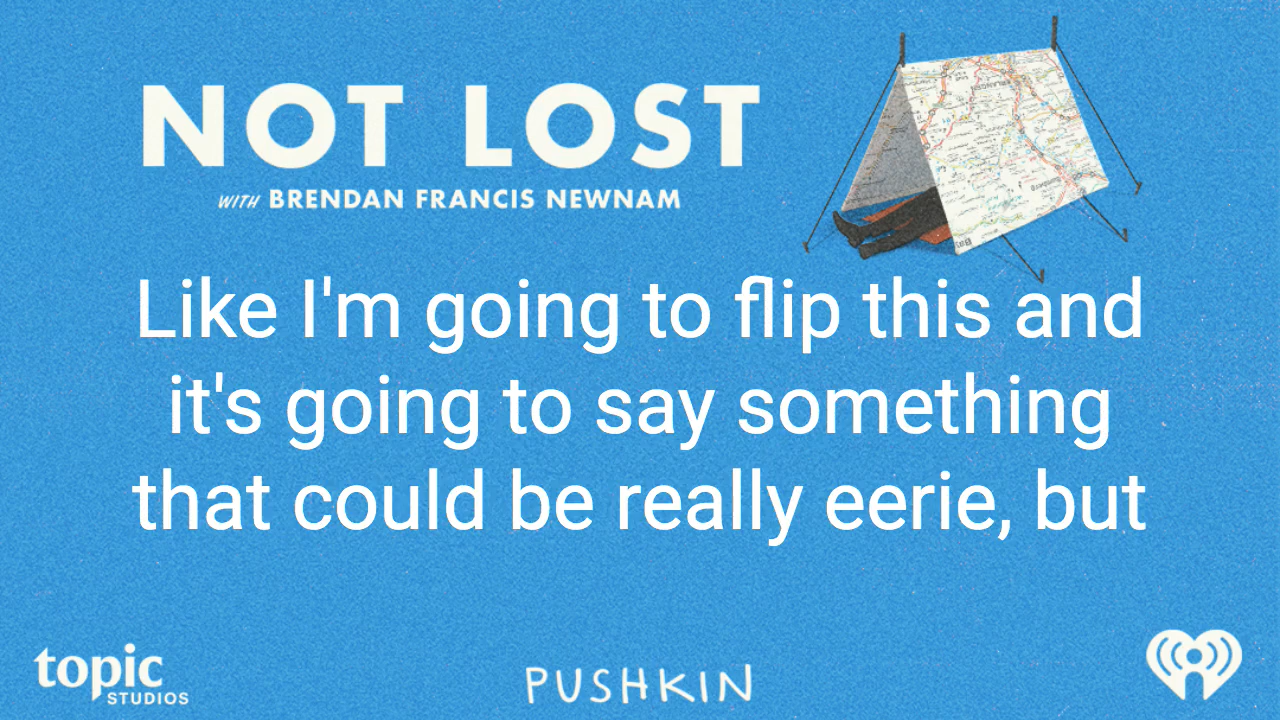 NOT LOST
WITH BRENDAN FRANCIS NEWNAM
Like I'm going to flip this and
it's going to say something
that could be really eerie, but
topic
STUDIOS
PUSHKIN